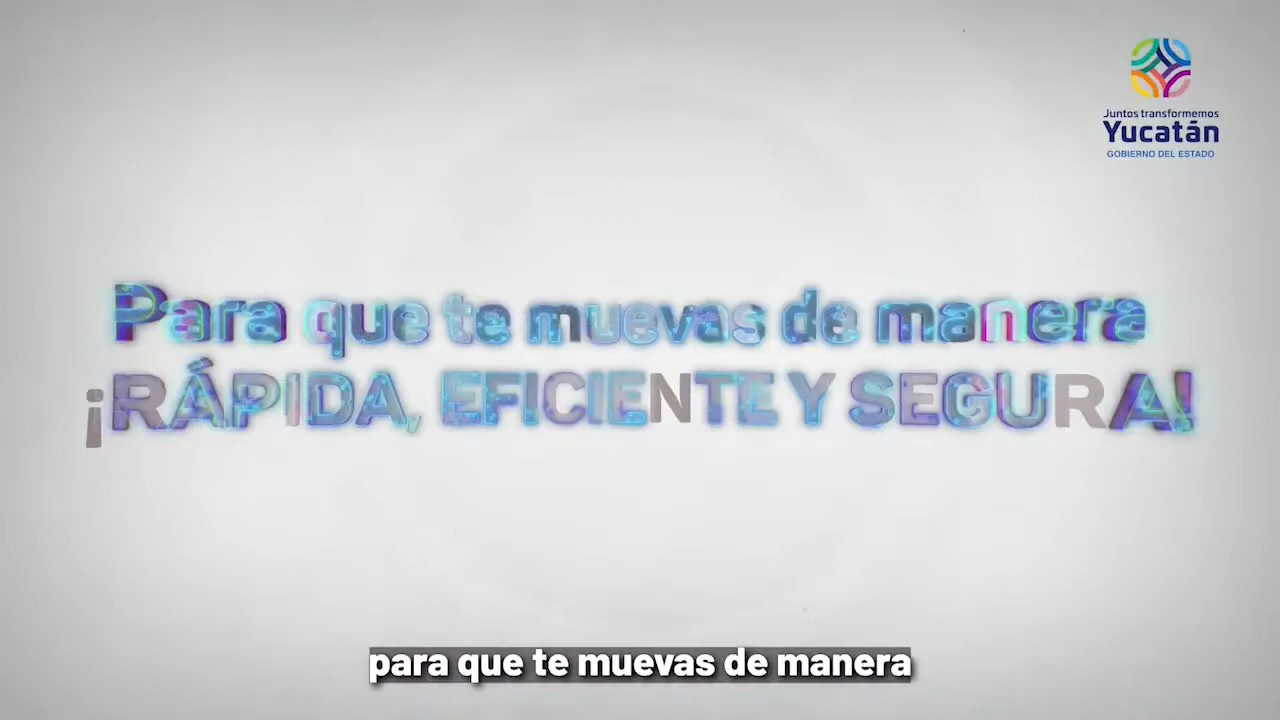 Juntos transformemos
Yucatán
GOBIERNO DEL ESTADO
Para que te muevas de manera
¡RÁPIDA, EFICIENTE Y SEGURA!
para que te muevas de manera